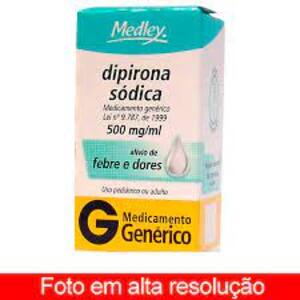 Medley.
dipirona
sódica
Medicamento genérico
Lei nº 9.787, de 1999
500 mg/ml
alívio de
febre e dores
Uso pediátrico ou adulto
G Medicamento
Genérico
Foto em alta resolução